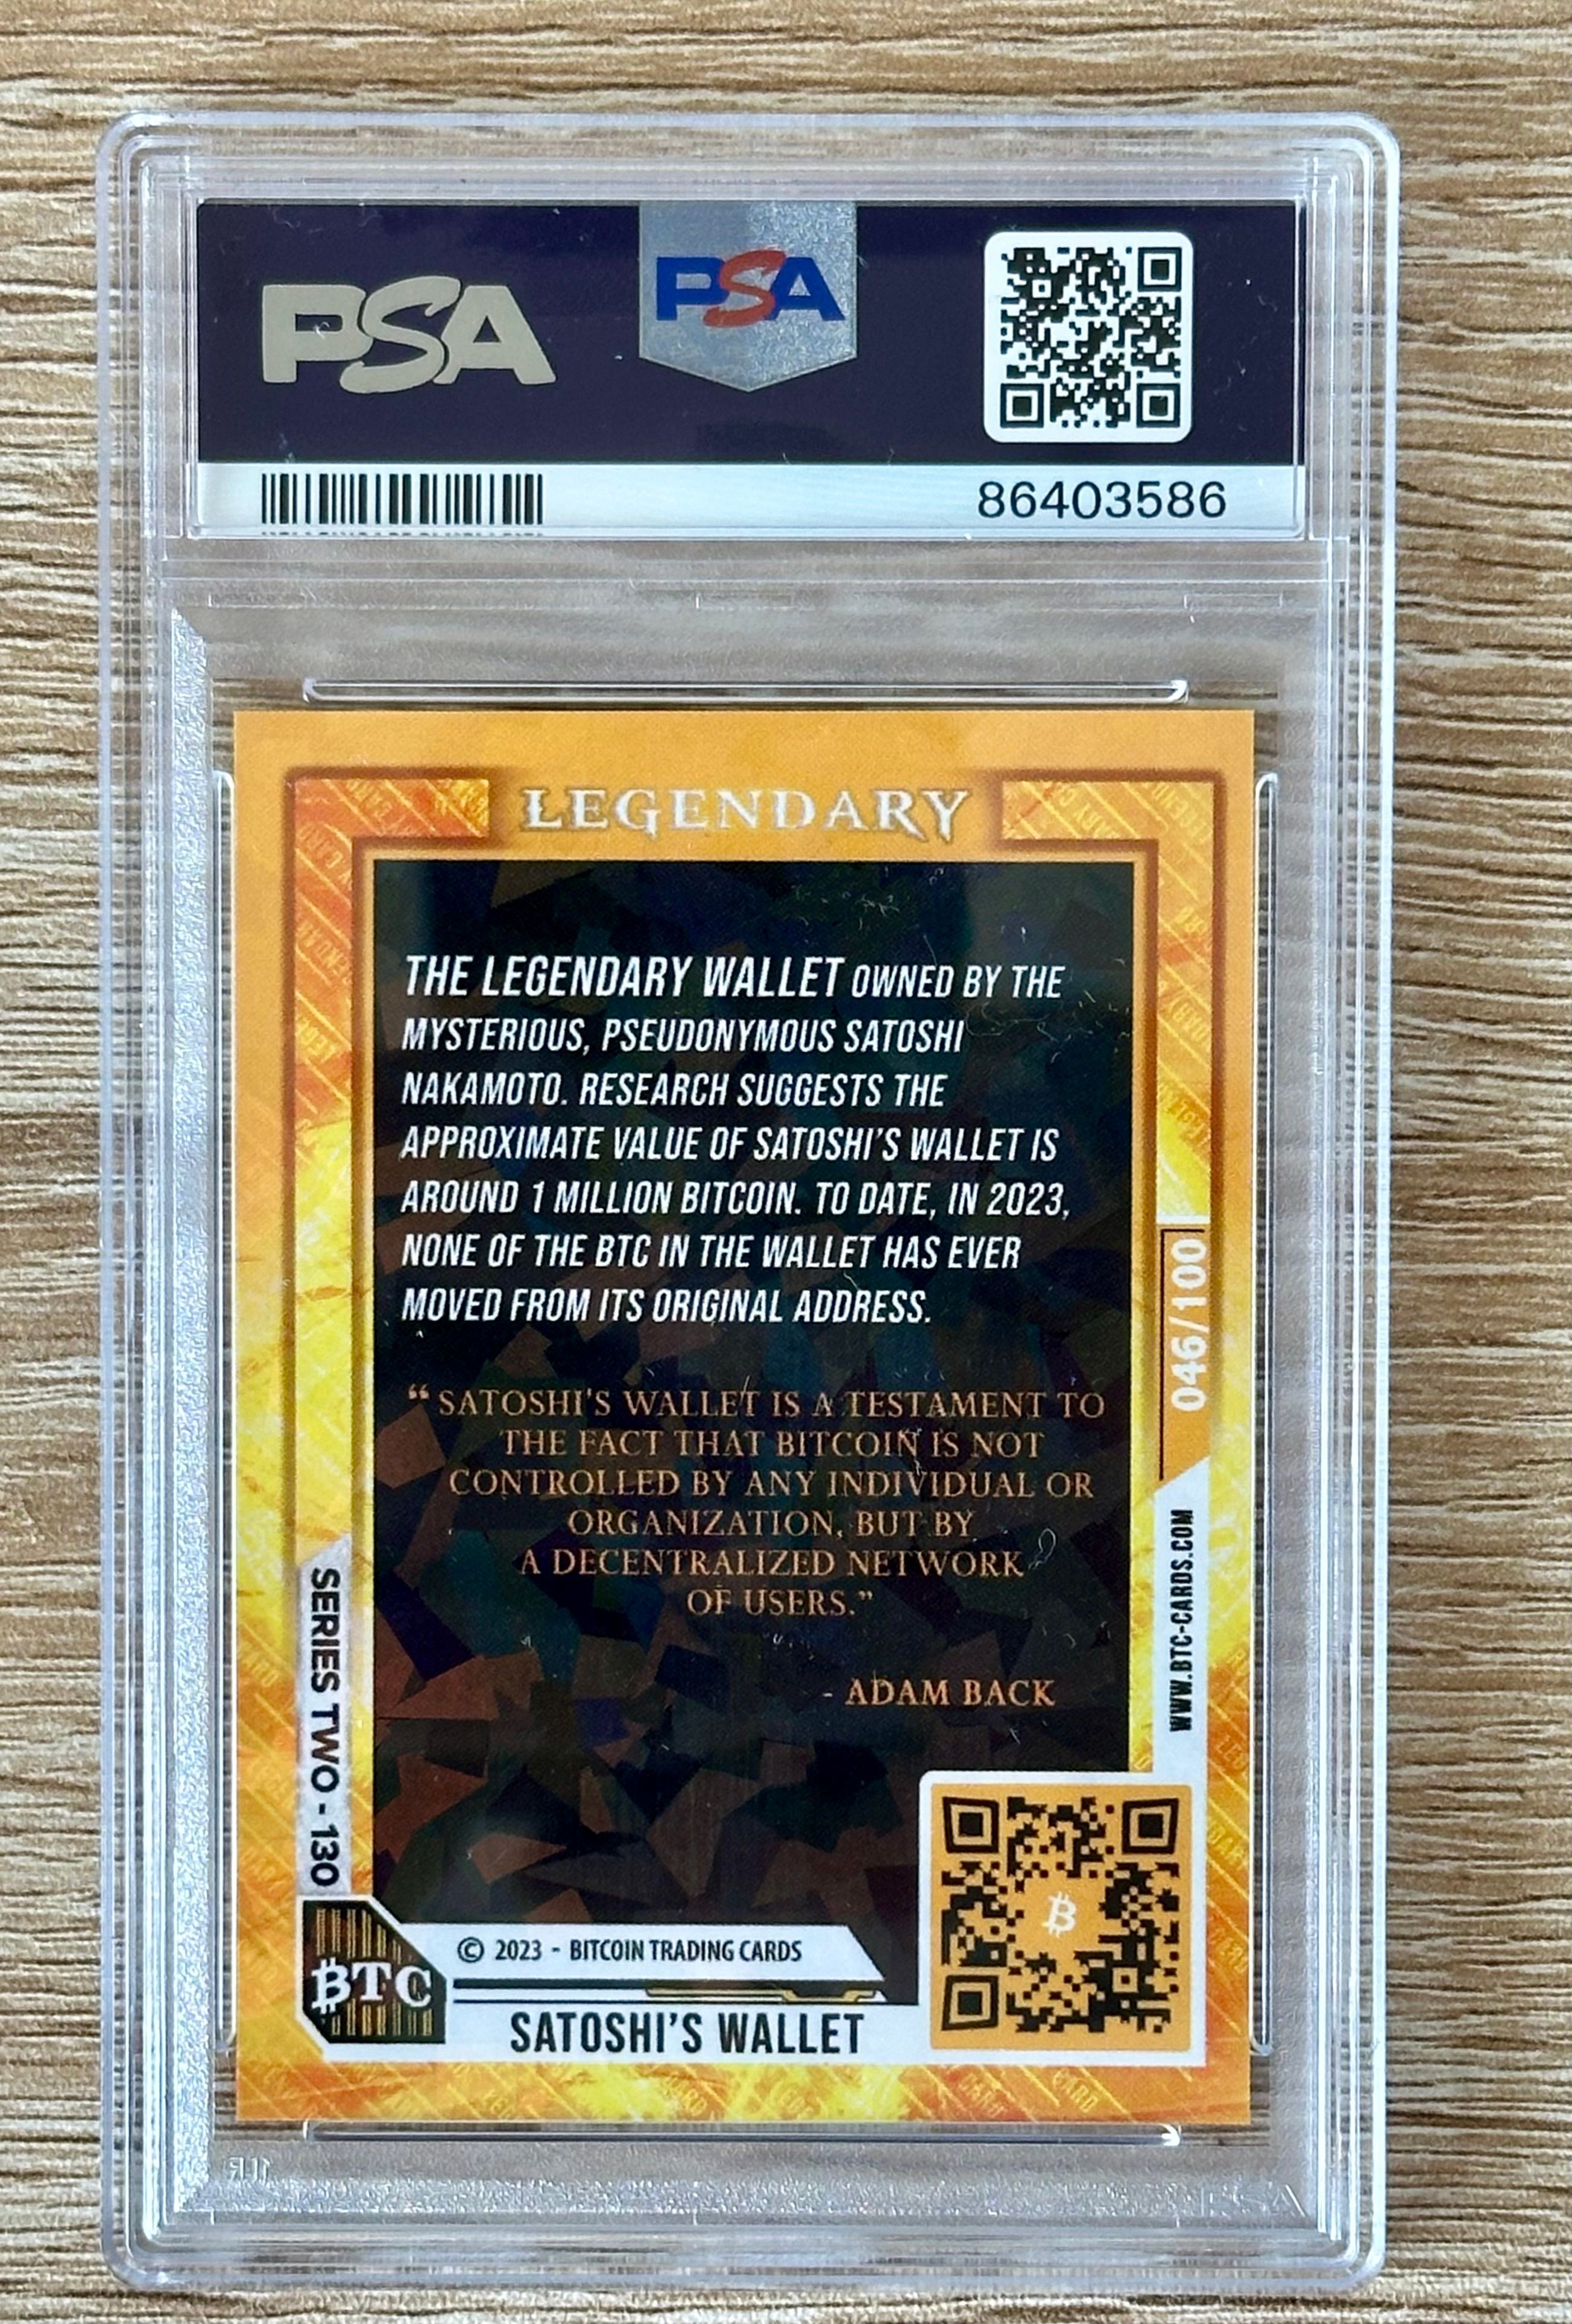 PSA
PSA
86403586
LEGENDARY
THE LEGENDARY WALLET OWNED BY THE
MYSTERIOUS, PSEUDONYMOUS SATOSHI
NAKAMOTO. RESEARCH SUGGESTS THE
APPROXIMATE VALUE OF SATOSHI'S WALLET IS
AROUND 1 MILLION BITCOIN. TO DATE, IN 2023,
NONE OF THE BTC IN THE WALLET HAS EVER
MOVED FROM ITS ORIGINAL ADDRESS.
“SATOSHI'S WALLET IS A TESTAMENT TO
THE FACT THAT BITCOIN IS NOT
CONTROLLED BY ANY INDIVIDUAL OR
ORGANIZATION, BUT BY
A DECENTRALIZED NETWORK
OF USERS.”
- ADAM BACK
046/100
WWW.BTC-CARDS.COM
SERIES TWO - 130
₿TC
© 2023 - BITCOIN TRADING CARDS
SATOSHI'S WALLET
₿
PSA